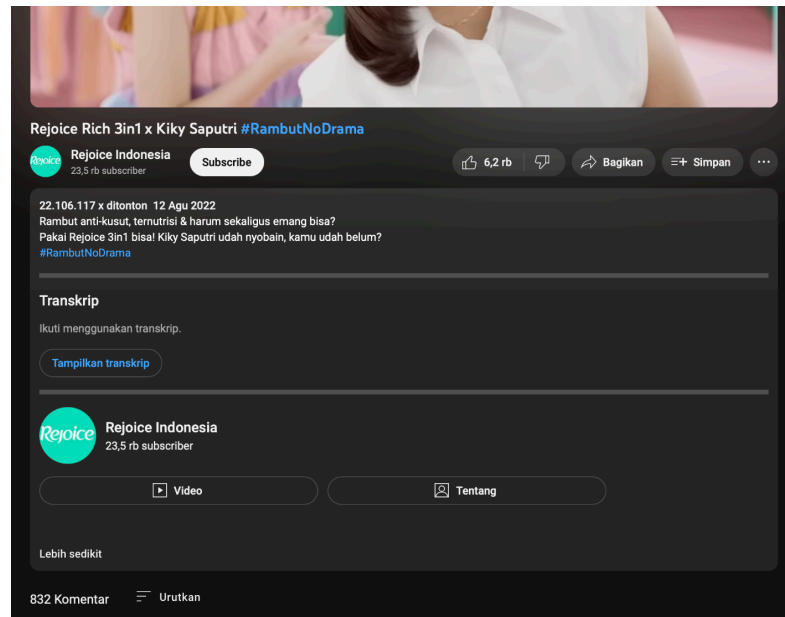 Rejoice Rich 3in1 x Kiky Saputri #RambutNoDrama
Rejoice
Rejoice Indonesia
23,5 rb subscriber
Subscribe
6,2 rb
Bagikan
Simpan
22.106.117 x ditonton 12 Agu 2022
Rambut anti-kusut, ternutrisi & harum sekaligus emang bisa?
Pakai Rejoice 3in1 bisa! Kiky Saputri udah nyobain, kamu udah belum?
#RambutNoDrama
Transkrip
Ikuti menggunakan transkrip.
Tampilkan transkrip
Rejoice
Rejoice Indonesia
23,5 rb subscriber
Video
Tentang
Lebih sedikit
832 Komentar
Urutkan